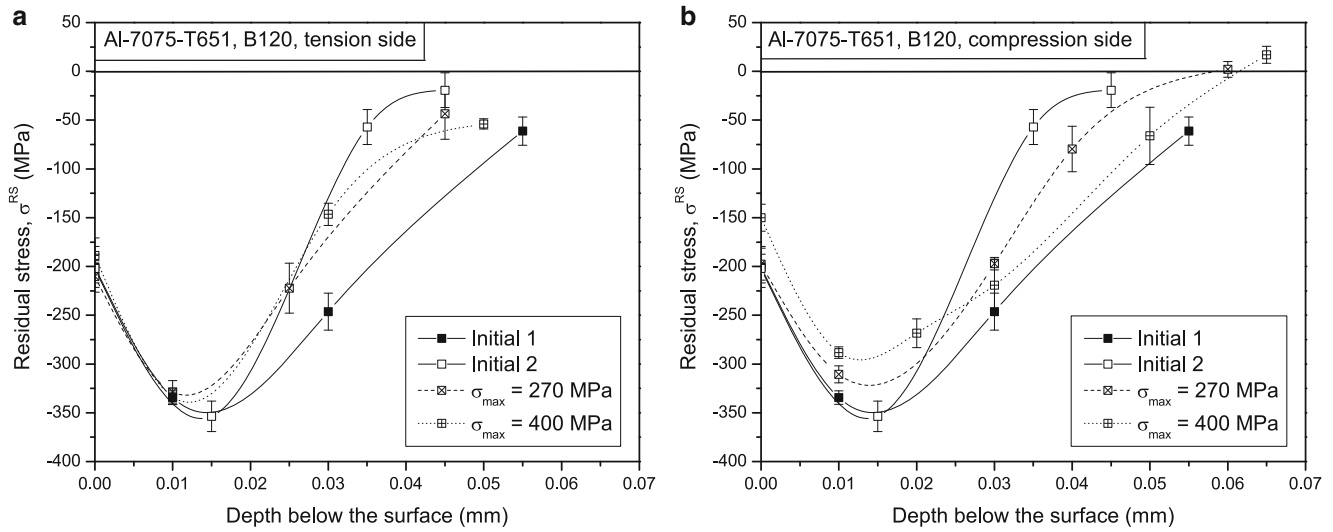 a
Al-7075-T651, B120, tension side
50
0
-50
-100
-150
-200
-250
-300
-350
-400
Residual stress, σ^RS (MPa)
0.00 0.01 0.02 0.03 0.04 0.05 0.06 0.07
Depth below the surface (mm)
Initial 1
Initial 2
σmax = 270 MPa
σmax = 400 MPa
b
Al-7075-T651, B120, compression side
50
0
-50
-100
-150
-200
-250
-300
-350
-400
Residual stress, σ^RS (MPa)
0.00 0.01 0.02 0.03 0.04 0.05 0.06 0.07
Depth below the surface (mm)
Initial 1
Initial 2
σmax = 270 MPa
σmax = 400 MPa